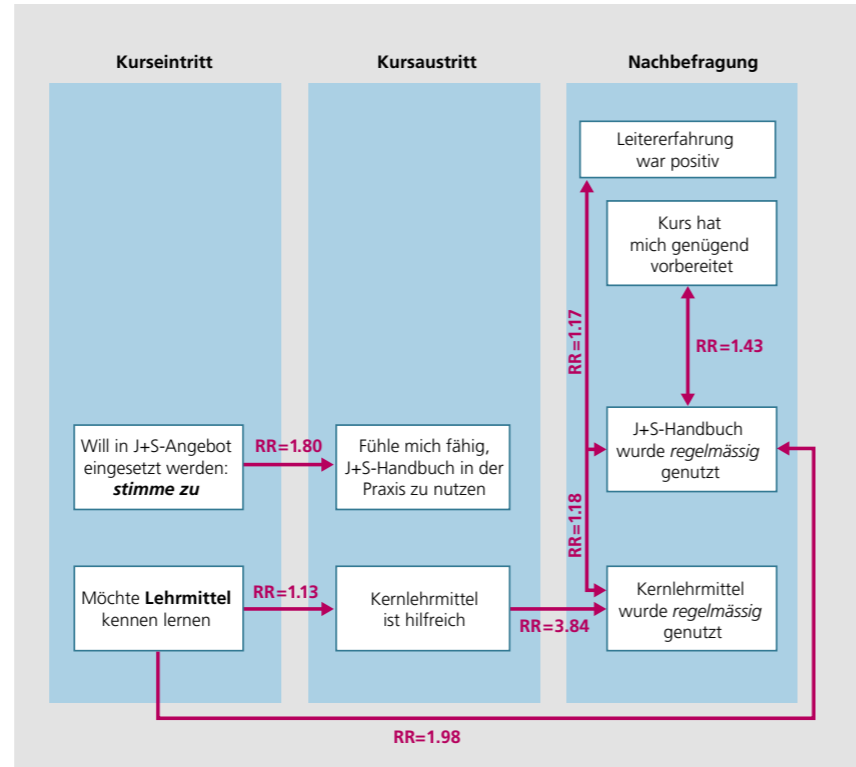 Kurseintritt
Kursaustritt
Nachbefragung
Leitererfahrung
war positiv
Kurs hat
mich genügend
vorbereitet
RR=1.17
RR=1.43
Will in J+S-Angebot
eingesetzt werden:
stimme zu
RR=1.80
Fühle mich fähig,
J+S-Handbuch in der
Praxis zu nutzen
J+S-Handbuch
wurde regelmässig
genutzt
RR=1.18
Möchte Lehrmittel
kennen lernen
RR=1.13
Kernlehrmittel
ist hilfreich
RR=3.84
Kernlehrmittel
wurde regelmässig
genutzt
RR=1.98